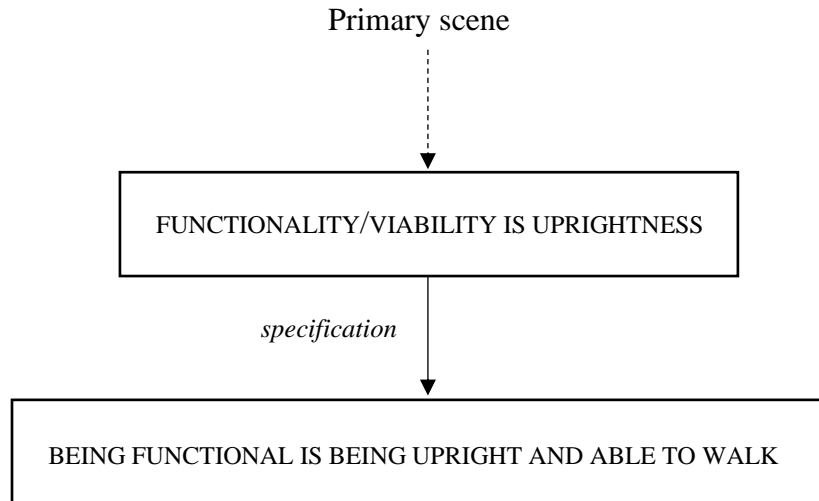 Primary scene
FUNCTIONALITY/VIABILITY IS UPRIGHTNESS
specification
BEING FUNCTIONAL IS BEING UPRIGHT AND ABLE TO WALK